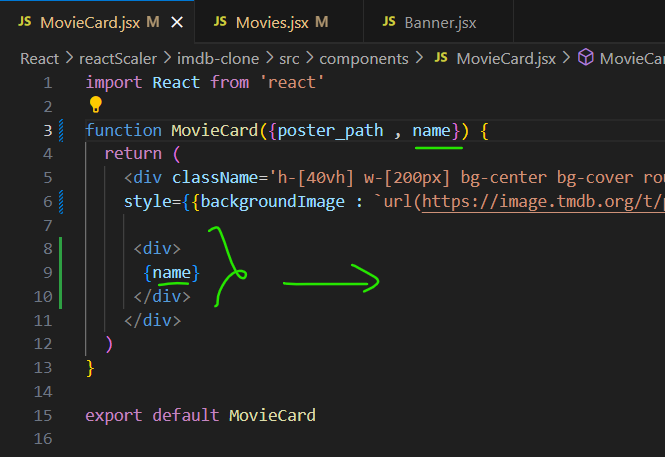 JS MovieCard.jsx M × JS Movies.jsx M JS Banner.jsx
React > reactScaler > imdb-clone > src > components > JS MovieCard.jsx > MovieCar
1 import React from 'react'
2
3 function MovieCard({poster_path , name}) {
4 return (
5 <div className='h-[40vh] w-[200px] bg-center bg-cover rou
6 style={{backgroundImage : `url(https://image.tmdb.org/t/p
7
8 <div>
9 {name}
10 </div>
11 </div>
12 )
13 }
14
15 export default MovieCard
16